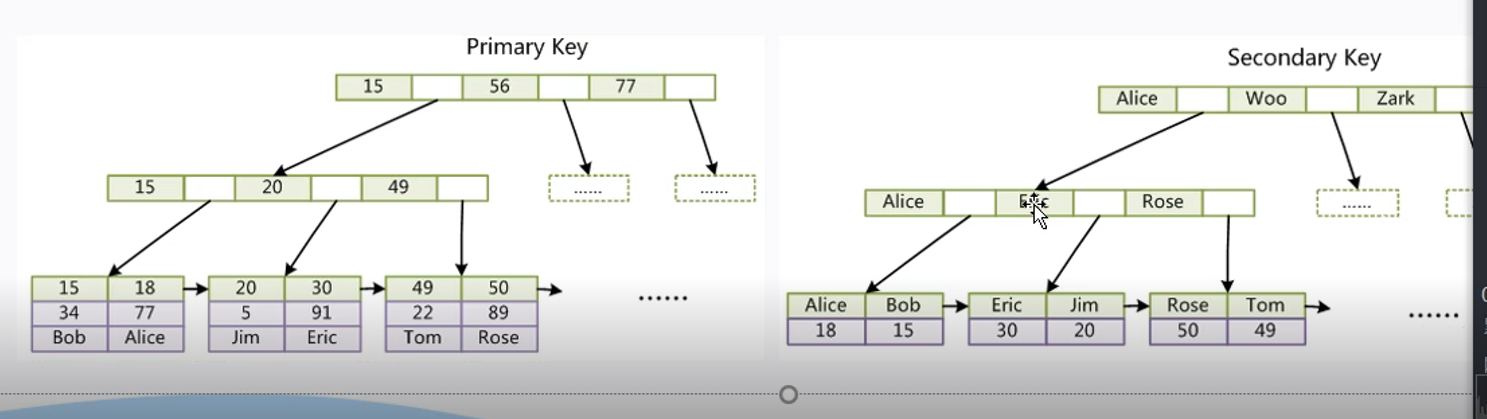 Primary Key
15 56 77
15 20 49
...... ......
15 18 20 30 49 50
34 77 5 91 22 89
Bob Alice Jim Eric Tom Rose
......
Secondary Key
Alice Woo Zark
Alice Eric Rose
......
Alice Bob Eric Jim Rose Tom
18 15 30 20 50 49
......